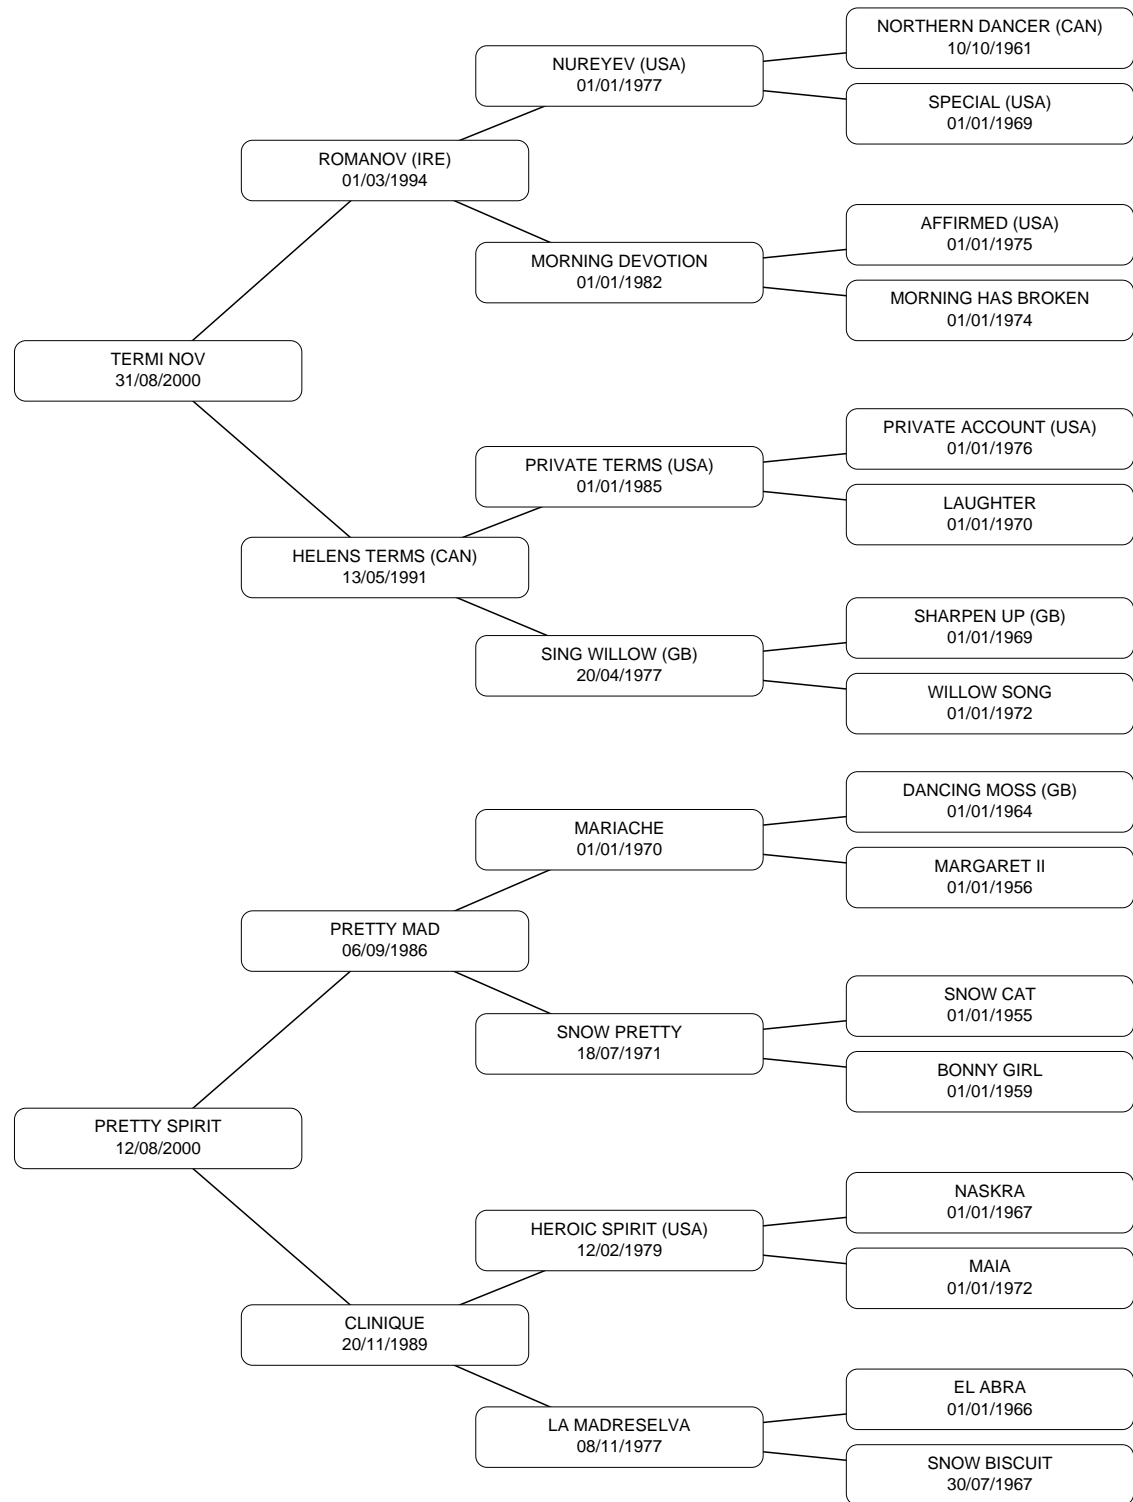 NORTHERN DANCER (CAN)
10/10/1961
NUREYEV (USA)
01/01/1977
SPECIAL (USA)
01/01/1969
ROMANOV (IRE)
01/03/1994
AFFIRMED (USA)
01/01/1975
MORNING DEVOTION
01/01/1982
MORNING HAS BROKEN
01/01/1974
TERMI NOV
31/08/2000
PRIVATE ACCOUNT (USA)
01/01/1976
PRIVATE TERMS (USA)
01/01/1985
LAUGHTER
01/01/1970
HELENS TERMS (CAN)
13/05/1991
SHARPEN UP (GB)
01/01/1969
SING WILLOW (GB)
20/04/1977
WILLOW SONG
01/01/1972
DANCING MOSS (GB)
01/01/1964
MARIACHE
01/01/1970
MARGARET II
01/01/1956
PRETTY MAD
06/09/1986
SNOW CAT
01/01/1955
SNOW PRETTY
18/07/1971
BONNY GIRL
01/01/1959
PRETTY SPIRIT
12/08/2000
NASKRA
01/01/1967
HEROIC SPIRIT (USA)
12/02/1979
MAIA
01/01/1972
CLINIQUE
20/11/1989
EL ABRA
01/01/1966
LA MADRESELVA
08/11/1977
SNOW BISCUIT
30/07/1967